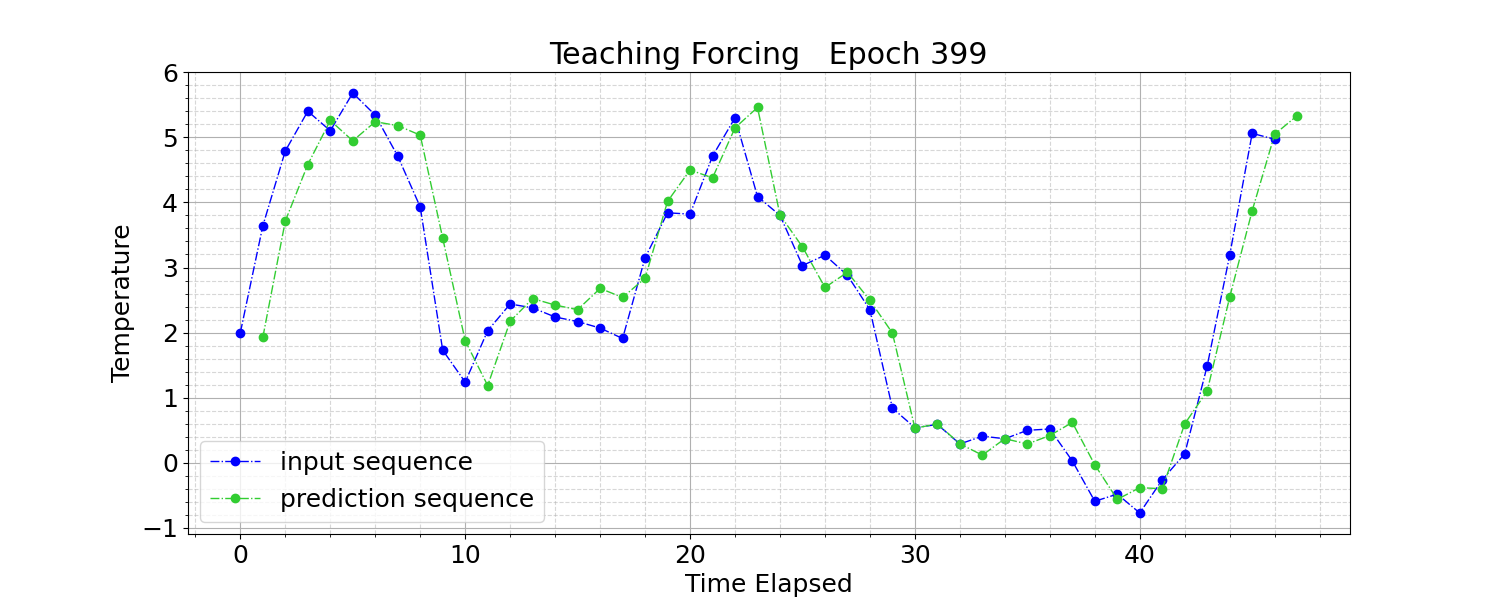 Teaching Forcing   Epoch 399
6
5
4
3
2
1
0
−1
Temperature
input sequence
prediction sequence
0 10 20 30 40
Time Elapsed